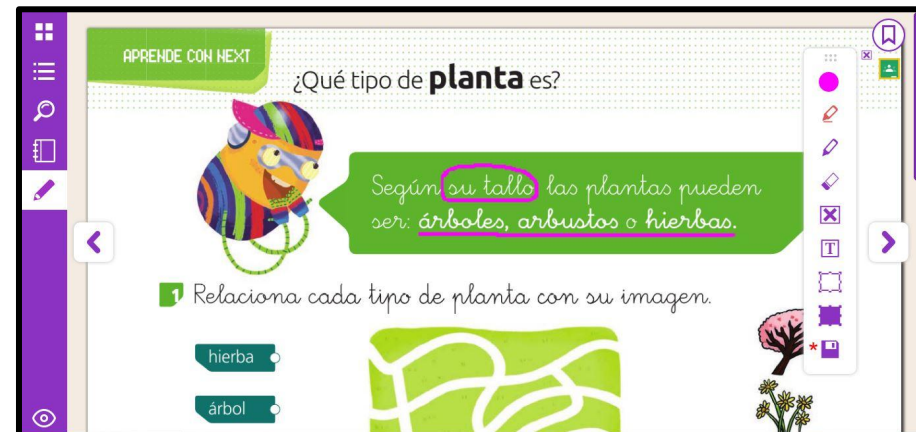 APRENDE CON NEXT
¿Qué tipo de planta es?
Según su tallo las plantas pueden
ser: árboles, arbustos o hierbas.
1 Relaciona cada tipo de planta con su imagen.
hierba
árbol
T
*